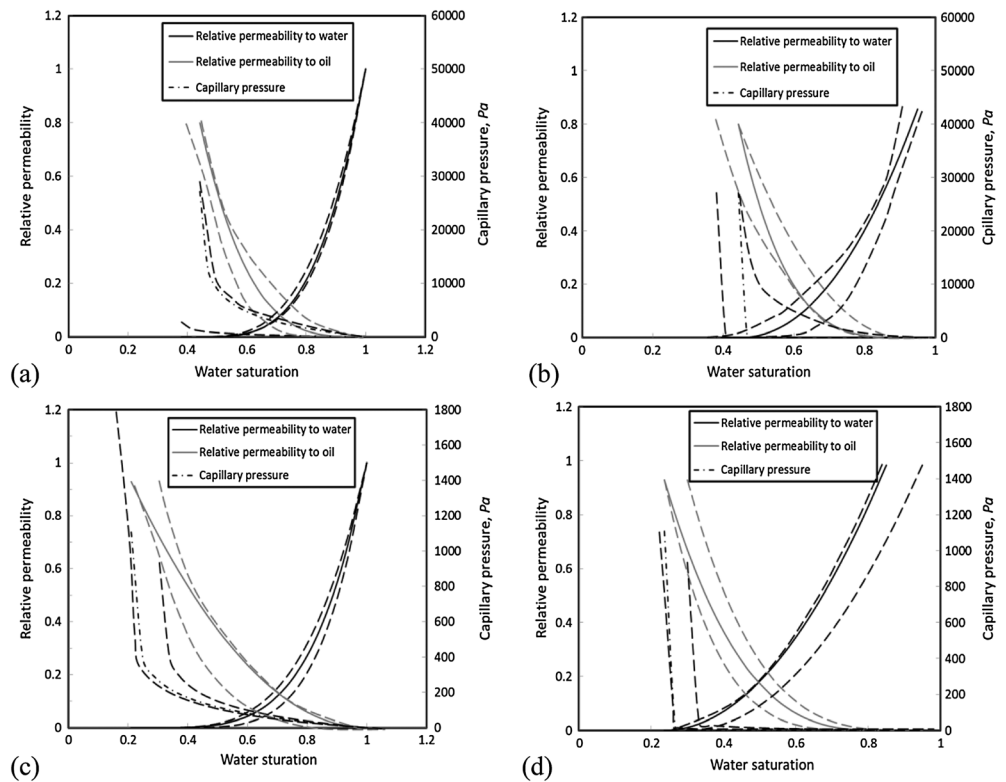 1.2 60000
Relative permeability to water
1 50000
Relative permeability to oil
Capillary pressure
0.8 40000
0.6 30000
0.4 20000
0.2 10000
0 0
0 0.2 0.4 0.6 0.8 1 1.2
Relative permeability
Capillary pressure, Pa
(a) Water saturation
1.2 60000
Relative permeability to water
1 50000
Relative permeability to oil
Capillary pressure
0.8 40000
0.6 30000
0.4 20000
0.2 10000
0 0
0 0.2 0.4 0.6 0.8 1
Relative permeability
Cpillary pressure, Pa
(b) Water saturation
1.2 1800
Relative permeability to water
1600
1 Relative permeability to oil
1400
Capillary pressure
0.8 1200
1000
0.6 800
0.4 600
400
0.2 200
0 0
0 0.2 0.4 0.6 0.8 1 1.2
Relative permeability
Capillary pressure, Pa
(c) Water sturation
1.2 1800
Relative permeability to water
1600
1 Relative permeability to oil
1400
Capillary pressure
0.8 1200
1000
0.6 800
0.4 600
400
0.2 200
0 0
0 0.2 0.4 0.6 0.8 1
Relative permeability
Capillary pressure, Pa
(d) Water saturation